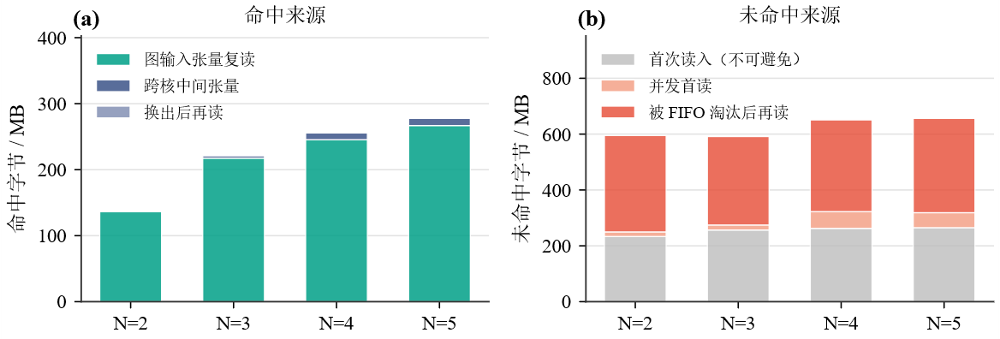 (a)
命中来源
400
300
200
100
0
命中字节 / MB
图输入张量复读
跨核中间张量
换出后再读
N=2
N=3
N=4
N=5
(b)
未命中来源
800
600
400
200
0
未命中字节 / MB
首次读入（不可避免）
并发首读
被 FIFO 淘汰后再读
N=2
N=3
N=4
N=5